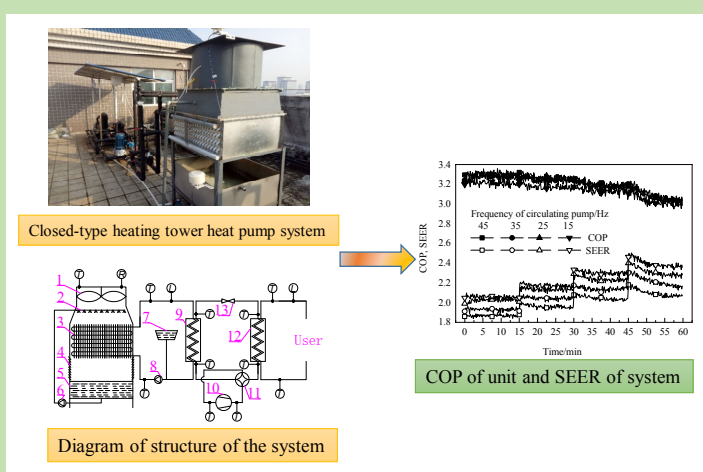 Closed-type heating tower heat pump system
1
2
3
4
5
6
7
8
9
10
11
12
13
T
R
T
L
T
L
T
L
T
T
T
T
T
T
T
T
User
Diagram of structure of the system
COP, SEER
3.4
3.2
3.0
2.8
2.6
2.4
2.2
2.0
1.8
Frequency of circulating pump/Hz
45 35 25 15
COP
SEER
0 5 10 15 20 25 30 35 40 45 50 55 60
Time/min
COP of unit and SEER of system